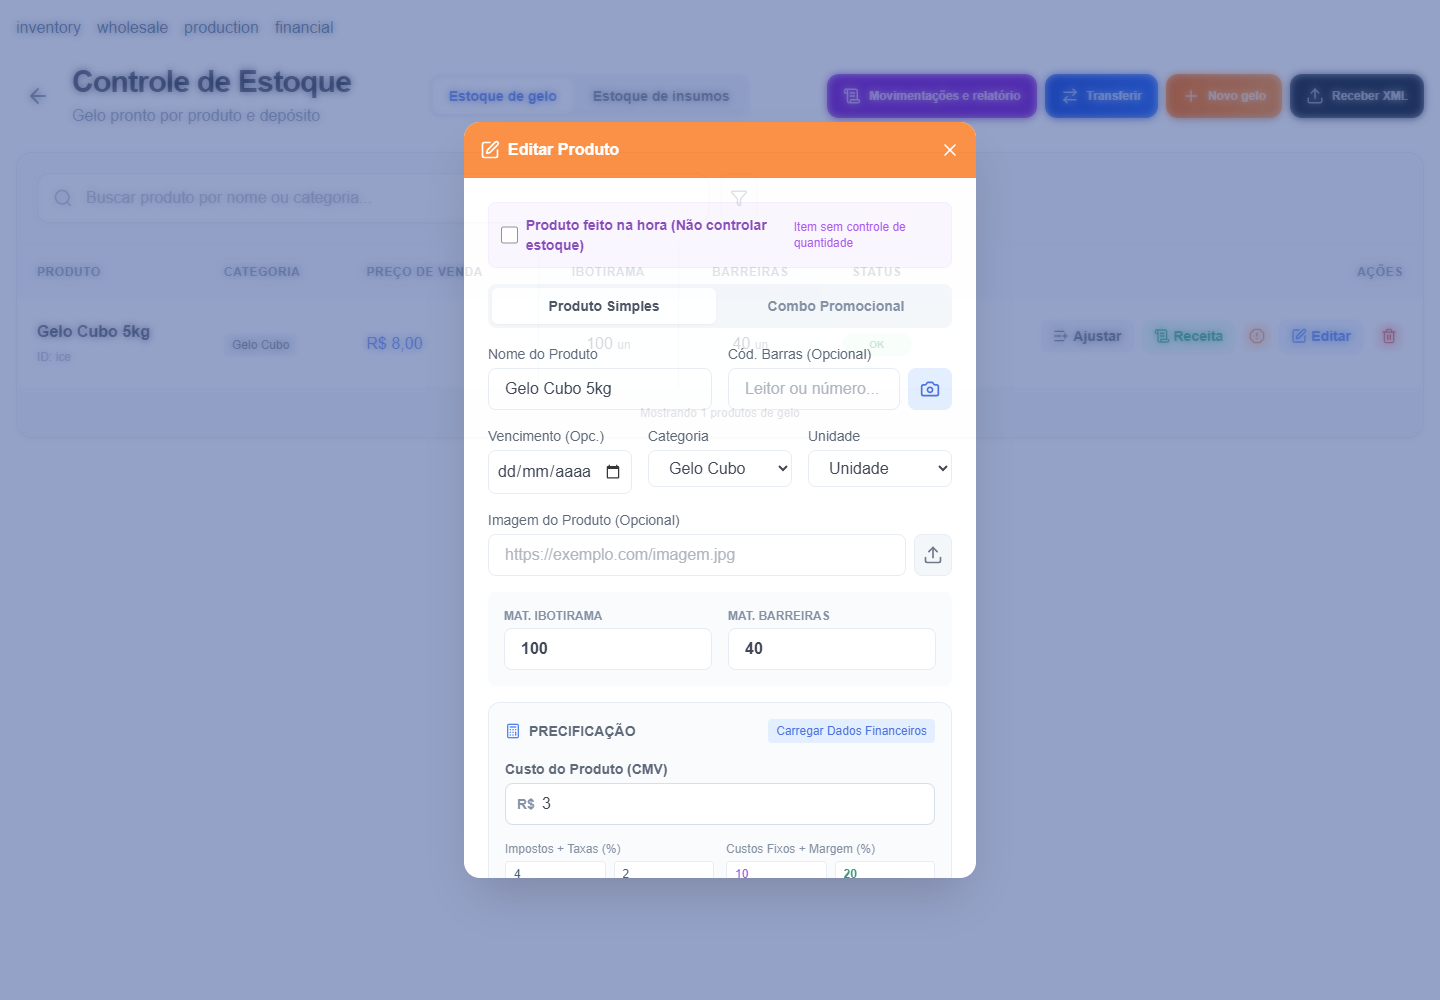 inventory wholesale production financial
Controle de Estoque
Gelo pronto por produto e depósito
Estoque de gelo
Estoque de insumos
Movimentações e relatório
Transferir
Novo gelo
Receber XML
Editar Produto
Buscar produto por nome ou categoria...
Produto feito na hora (Não controlar
estoque)
Item sem controle de
quantidade
PRODUTO
CATEGORIA
PREÇO DE VENDA
IBOTIRAMA
BARREIRAS
STATUS
AÇÕES
Produto Simples
Combo Promocional
Gelo Cubo 5kg
ID: ice
Gelo Cubo
R$ 8,00
100 un
40 un
OK
Ajustar
Receita
Editar
Nome do Produto
Cód. Barras (Opcional)
Gelo Cubo 5kg
Leitor ou número...
Mostrando 1 produtos de gelo
Vencimento (Opc.)
Categoria
Unidade
dd/mm/aaaa
Gelo Cubo
Unidade
Imagem do Produto (Opcional)
https://exemplo.com/imagem.jpg
MAT. IBOTIRAMA
MAT. BARREIRAS
100
40
PRECIFICAÇÃO
Carregar Dados Financeiros
Custo do Produto (CMV)
R$ 3
Impostos + Taxas (%)
Custos Fixos + Margem (%)
4
2
10
20